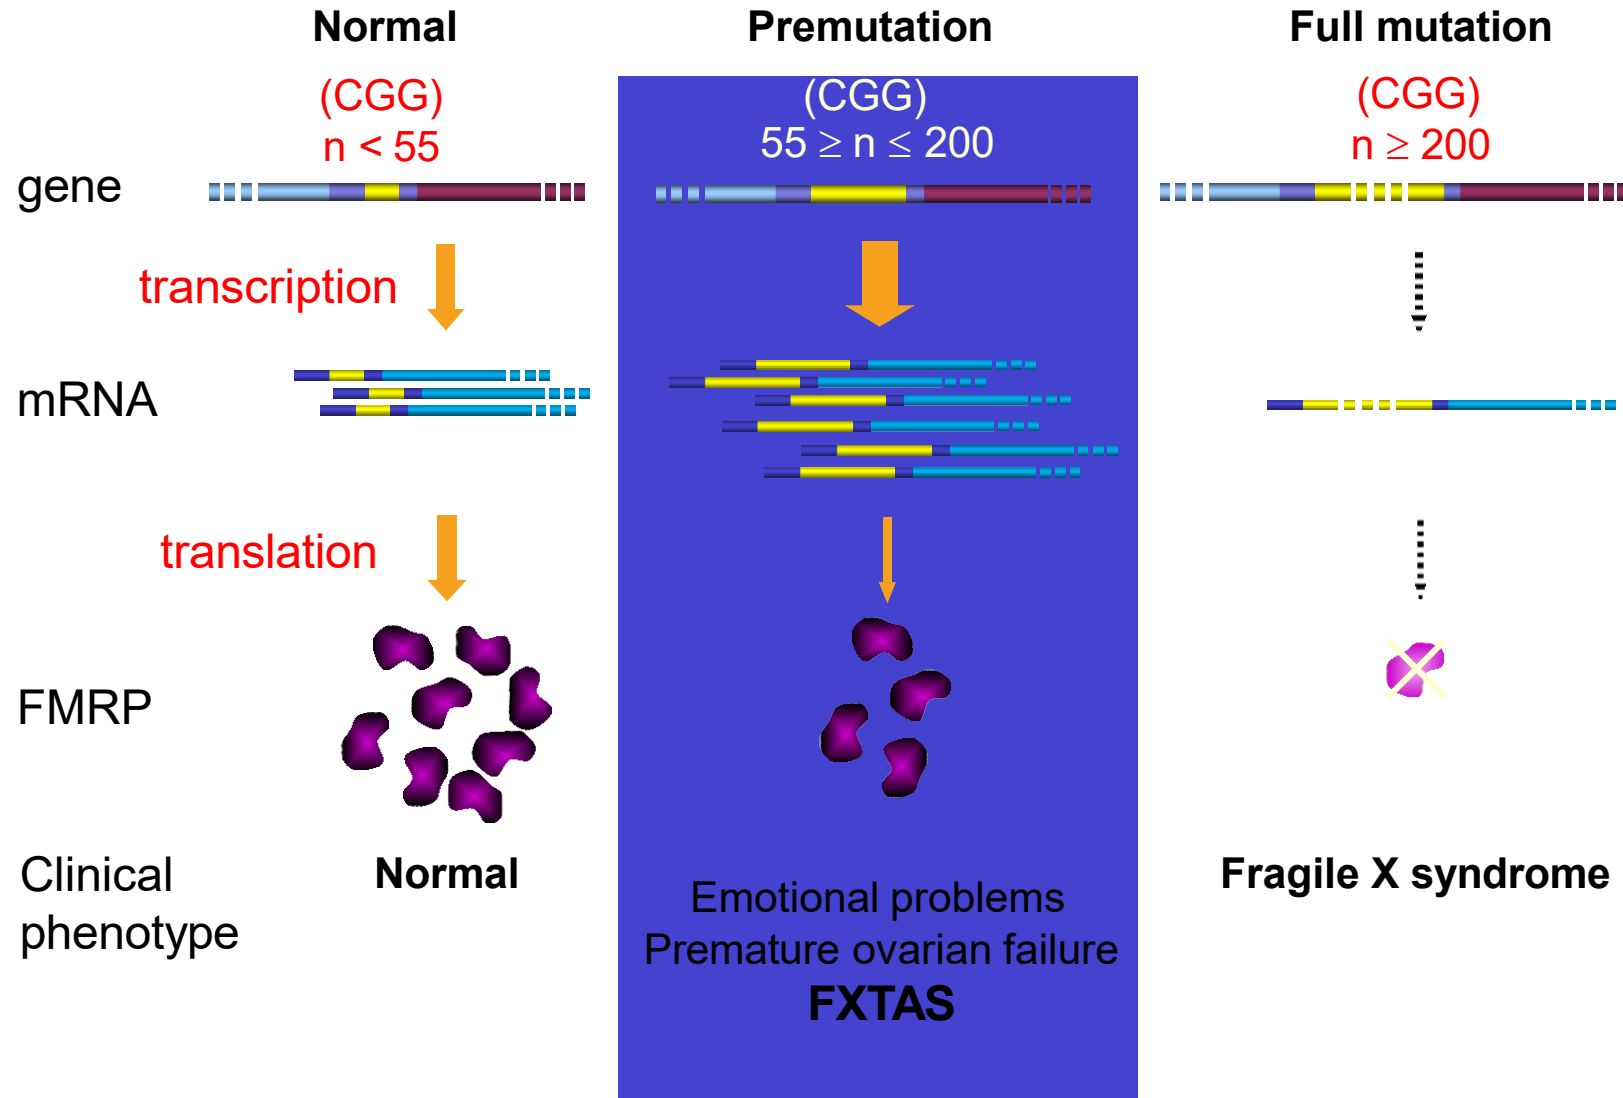 Normal
Premutation
Full mutation
(CGG)
n < 55
(CGG)
55 ≥ n ≤ 200
(CGG)
n ≥ 200
gene
transcription
mRNA
translation
FMRP
Clinical
phenotype
Normal
Emotional problems
Premature ovarian failure
FXTAS
Fragile X syndrome